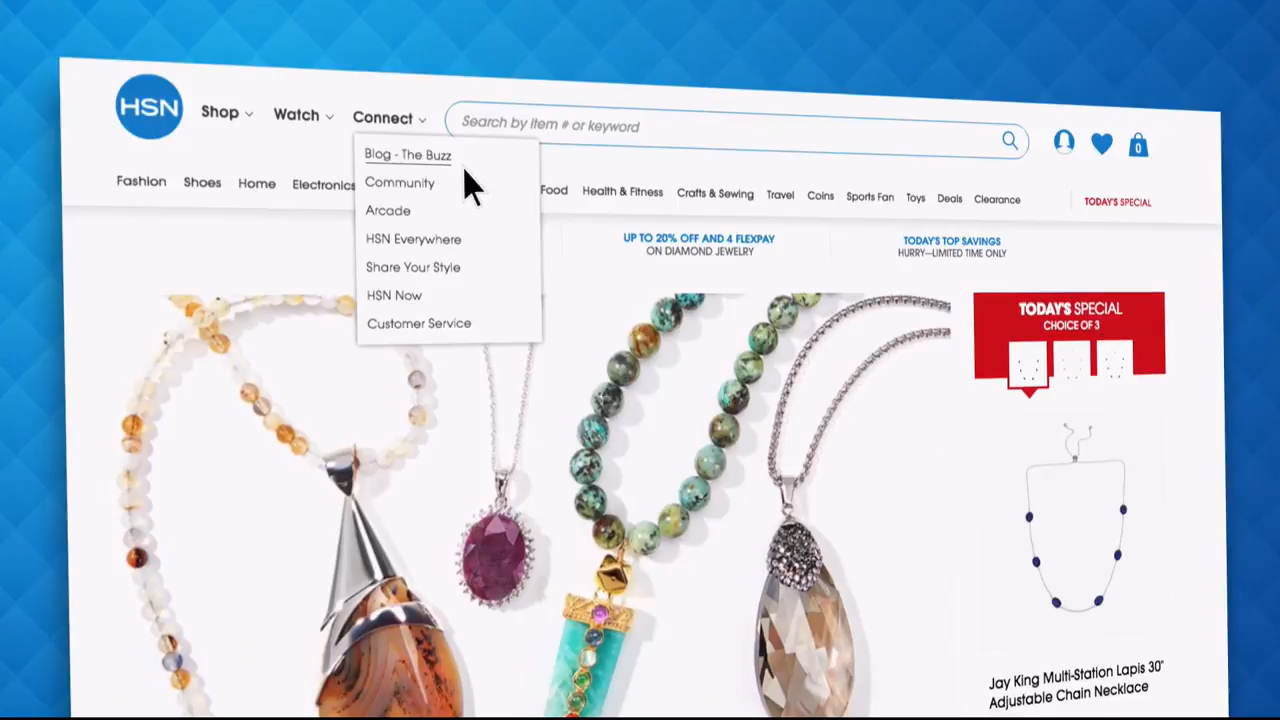 HSN
Shop
Watch
Connect
Search by item # or keyword
0
Blog - The Buzz
Community
Arcade
HSN Everywhere
Share Your Style
HSN Now
Customer Service
Fashion
Shoes
Home
Electronics
Food
Health & Fitness
Crafts & Sewing
Travel
Coins
Sports Fan
Toys
Deals
Clearance
TODAY'S SPECIAL
UP TO 20% OFF AND 4 FLEXPAY
ON DIAMOND JEWELRY
TODAY'S TOP SAVINGS
HURRY—LIMITED TIME ONLY
TODAY'S SPECIAL
CHOICE OF 3
Jay King Multi-Station Lapis 30"
Adjustable Chain Necklace